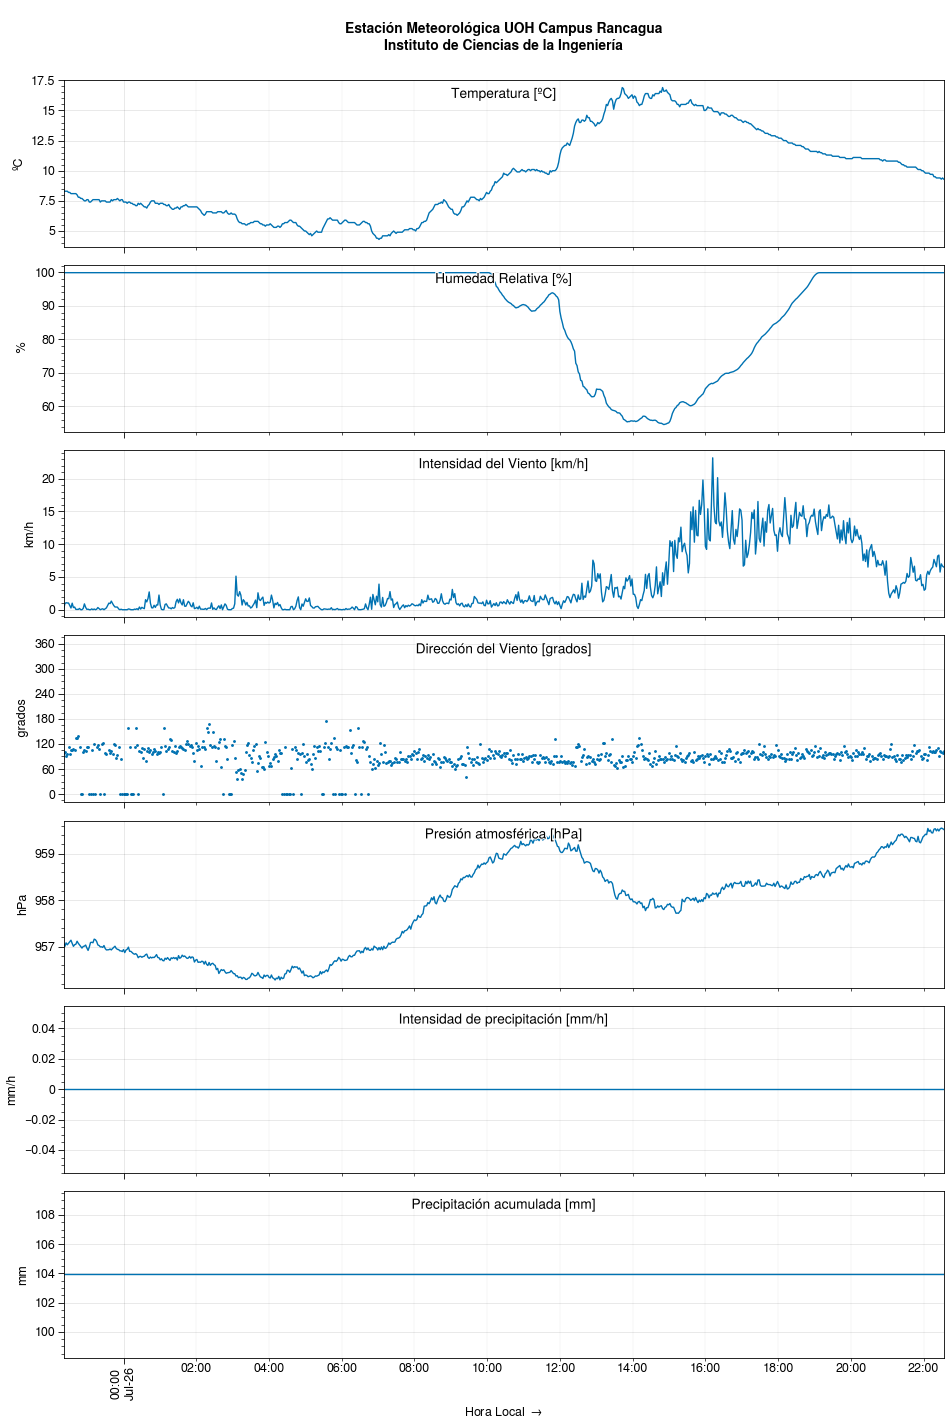 Estación Meteorológica UOH Campus Rancagua
Instituto de Ciencias de la Ingeniería
Temperatura [ºC]
17.5
15
12.5
10
7.5
5
ºC
Humedad Relativa [%]
100
90
80
70
60
%
Intensidad del Viento [km/h]
20
15
10
5
0
km/h
Dirección del Viento [grados]
360
300
240
180
120
60
0
grados
Presión atmosférica [hPa]
959
958
957
hPa
Intensidad de precipitación [mm/h]
0.04
0.02
0
−0.02
−0.04
mm/h
Precipitación acumulada [mm]
108
106
104
102
100
mm
00:00
Jul-26
02:00
04:00
06:00
08:00
10:00
12:00
14:00
16:00
18:00
20:00
22:00
Hora Local →